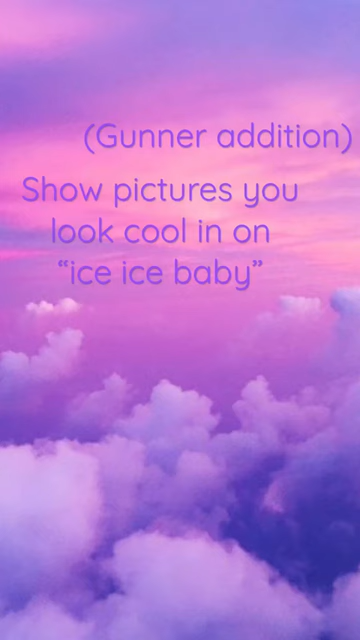 (Gunner addition)
Show pictures you
look cool in on
“ice ice baby”